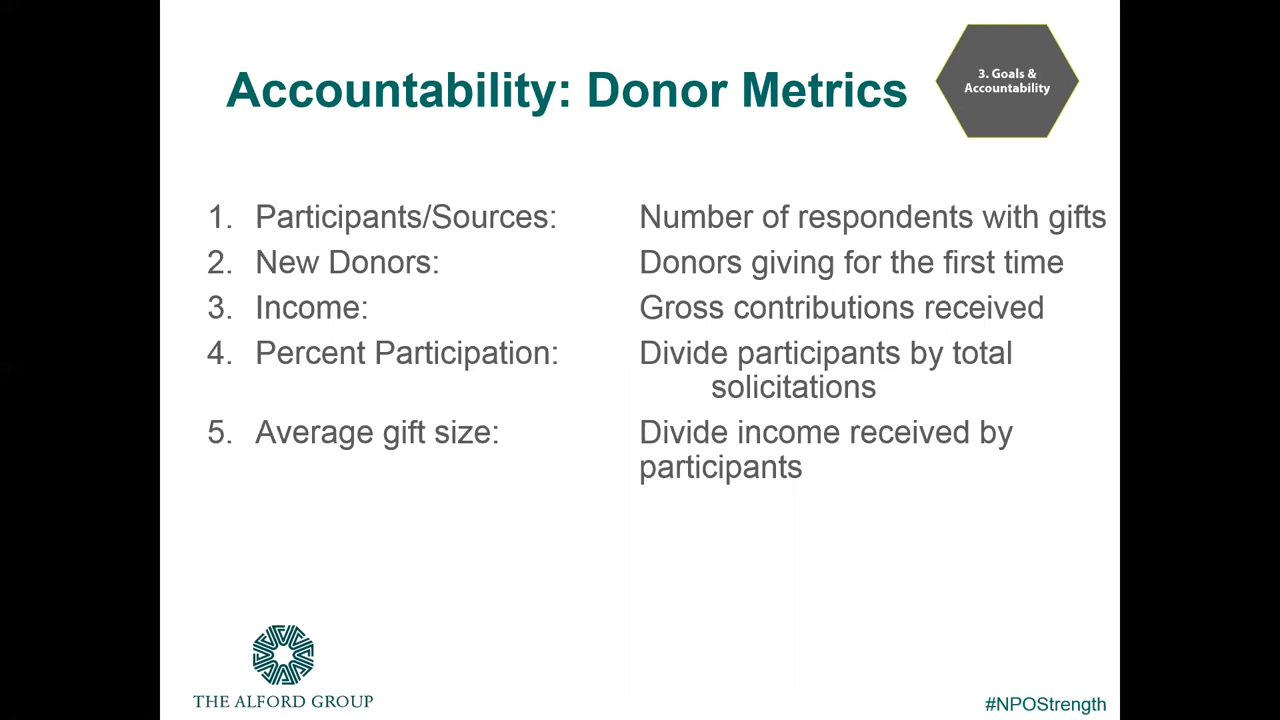 Accountability: Donor Metrics
3. Goals &
Accountability
1. Participants/Sources: Number of respondents with gifts
2. New Donors: Donors giving for the first time
3. Income: Gross contributions received
4. Percent Participation: Divide participants by total
solicitations
5. Average gift size: Divide income received by
participants
THE ALFORD GROUP
#NPOStrength